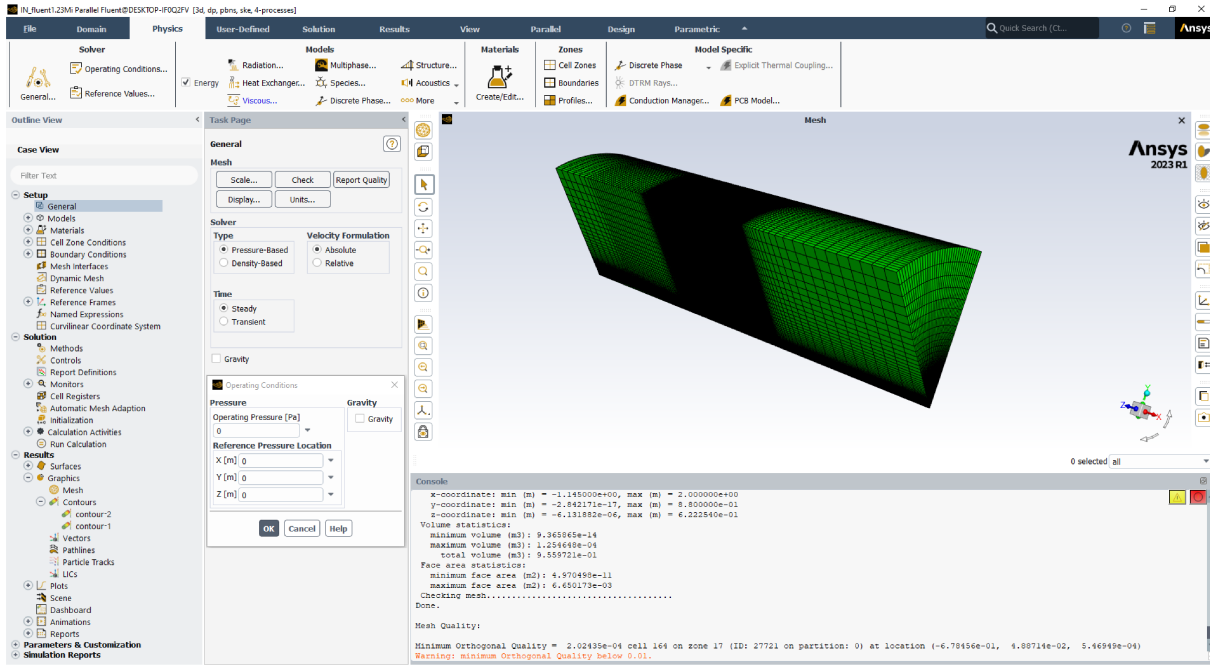 IN_fluent1.23Mi Parallel Fluent@DESKTOP-IF0Q2FV [3d, dp, pbns, ske, 4-processes]
File Domain Physics User-Defined Solution Results View Parallel Design Parametric Quick Search (Ct... Ansys
Solver Models Materials Zones Model Specific
Operating Conditions... Radiation... Multiphase... Structure... Cell Zones Discrete Phase Explicit Thermal Coupling...
General... Reference Values... Energy Heat Exchanger... Species... Acoustics Create/Edit... Boundaries DTRM Rays...
Viscous... Discrete Phase... More Profiles... Conduction Manager... PCB Model...
Outline View
Case View
Filter Text
Setup
General
Models
Materials
Cell Zone Conditions
Boundary Conditions
Mesh Interfaces
Dynamic Mesh
Reference Values
Reference Frames
Named Expressions
Curvilinear Coordinate System
Solution
Methods
Controls
Report Definitions
Monitors
Cell Registers
Automatic Mesh Adaption
Initialization
Calculation Activities
Run Calculation
Results
Surfaces
Graphics
Mesh
Contours
contour-2
contour-1
Vectors
Pathlines
Particle Tracks
LICs
Plots
Scene
Dashboard
Animations
Reports
Parameters & Customization
Simulation Reports
Task Page
General
Mesh
Scale... Check Report Quality
Display... Units...
Solver
Type Velocity Formulation
Pressure-Based Absolute
Density-Based Relative
Time
Steady
Transient
Gravity
Operating Conditions
Pressure Gravity
Operating Pressure [Pa] Gravity
0
Reference Pressure Location
X [m] 0
Y [m] 0
Z [m] 0
OK Cancel Help
Mesh
Ansys
2023 R1
Y
Z X
0 selected all
Console
x-coordinate: min (m) = -1.145000e+00, max (m) = 2.000000e+00
y-coordinate: min (m) = -2.842171e-17, max (m) = 8.800000e-01
z-coordinate: min (m) = -6.131882e-06, max (m) = 6.222540e-01
Volume statistics:
minimum volume (m3): 9.365865e-14
maximum volume (m3): 1.254648e-04
total volume (m3): 9.559721e-01
Face area statistics:
minimum face area (m2): 4.970498e-11
maximum face area (m2): 6.650173e-03
Checking mesh.....................................
Done.
Mesh Quality:
Minimum Orthogonal Quality = 2.02435e-04 cell 164 on zone 17 (ID: 27721 on partition: 0) at location (-6.78456e-01, 4.88714e-02, 5.46949e-04)
Warning: minimum Orthogonal Quality below 0.01.